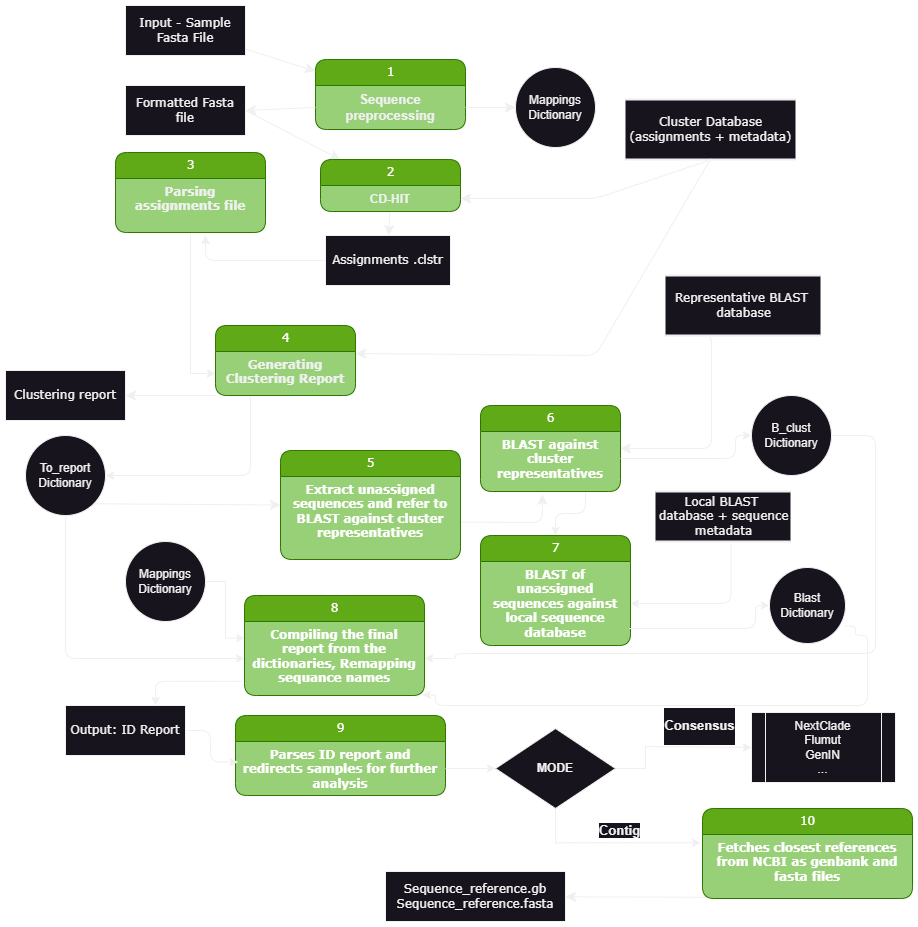 Input - Sample
Fasta File
1
Sequence
preprocessing
Mappings
Dictionary
Formatted Fasta
file
Cluster Database
(assignments + metadata)
3
Parsing
assignments file
2
CD-HIT
Assignments .clstr
Representative BLAST
database
4
Generating
Clustering Report
Clustering report
6
BLAST against
cluster
representatives
B_clust
Dictionary
To_report
Dictionary
5
Extract unassigned
sequences and refer to
BLAST against cluster
representatives
Local BLAST
database + sequence
metadata
7
BLAST of
unassigned
sequences against
local sequence
database
Mappings
Dictionary
Blast
Dictionary
8
Compiling the final
report from the
dictionaries, Remapping
sequance names
Output: ID Report
9
Parses ID report and
redirects samples for further
analysis
MODE
Consensus
NextClade
Flumut
GenIN
...
Contig
10
Fetches closest references
from NCBI as genbank and
fasta files
Sequence_reference.gb
Sequence_reference.fasta